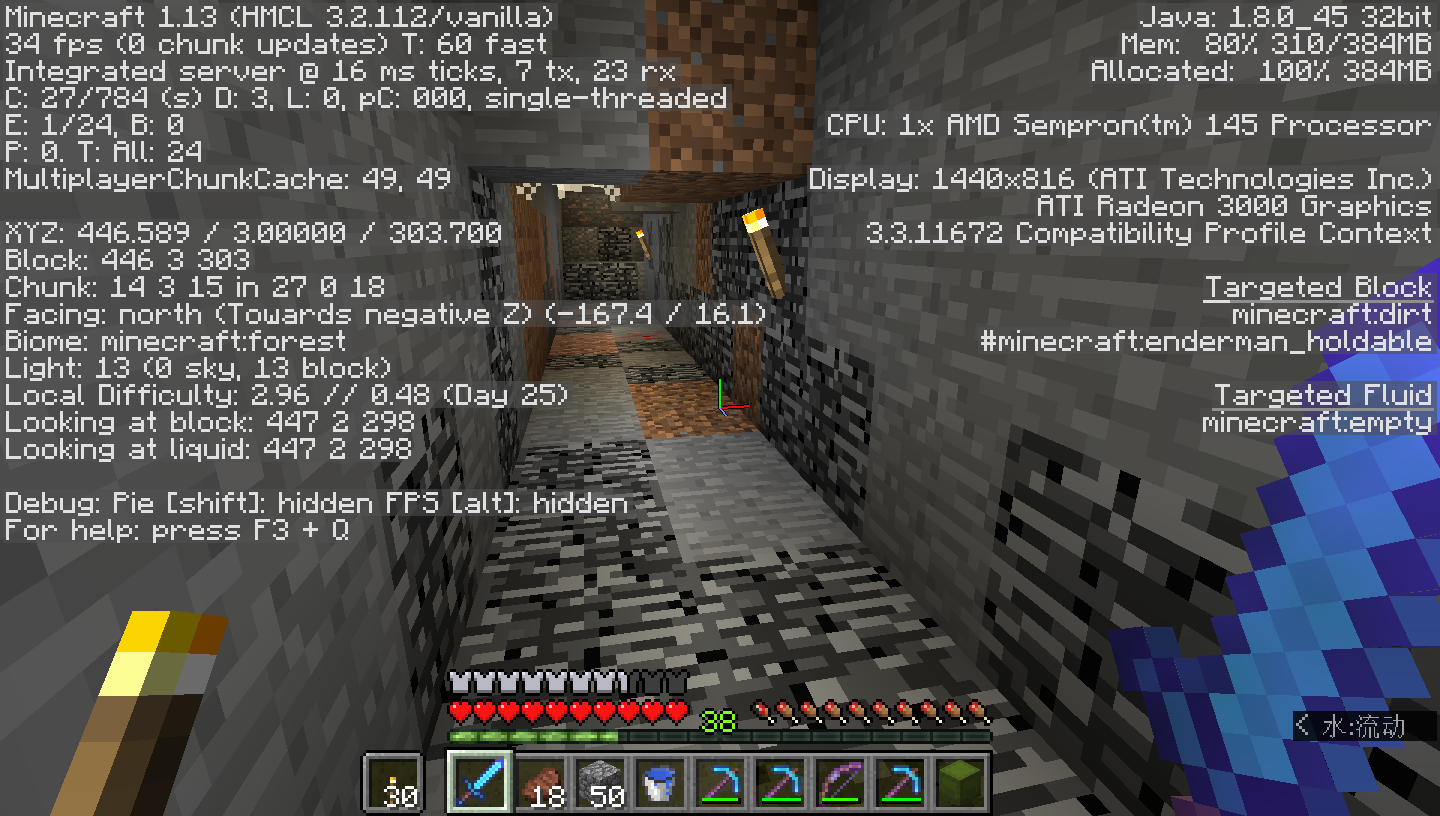 Minecraft 1.13 (HMCL 3.2.112/vanilla)
34 fps (0 chunk updates) T: 60 fast
Integrated server @ 16 ms ticks, 7 tx, 23 rx
C: 27/784 (s) D: 3, L: 0, pC: 000, single-threaded
E: 1/24, B: 0
P: 0. T: All: 24
MultiplayerChunkCache: 49, 49
XYZ: 446.589 / 3.00000 / 303.700
Block: 446 3 303
Chunk: 14 3 15 in 27 0 18
Facing: north (Towards negative Z) (-167.4 / 16.1)
Biome: minecraft:forest
Light: 13 (0 sky, 13 block)
Local Difficulty: 2.96 // 0.48 (Day 25)
Looking at block: 447 2 298
Looking at liquid: 447 2 298
Debug: Pie [shift]: hidden FPS [alt]: hidden
For help: press F3 + Q
Java: 1.8.0_45 32bit
Mem: 80% 310/384MB
Allocated: 100% 384MB
CPU: 1x AMD Sempron(tm) 145 Processor
Display: 1440x816 (ATI Technologies Inc.)
ATI Radeon 3000 Graphics
3.3.11672 Compatibility Profile Context
Targeted Block
minecraft:dirt
#minecraft:enderman_holdable
Targeted Fluid
minecraft:empty
< 水:流动
38
30
18
50